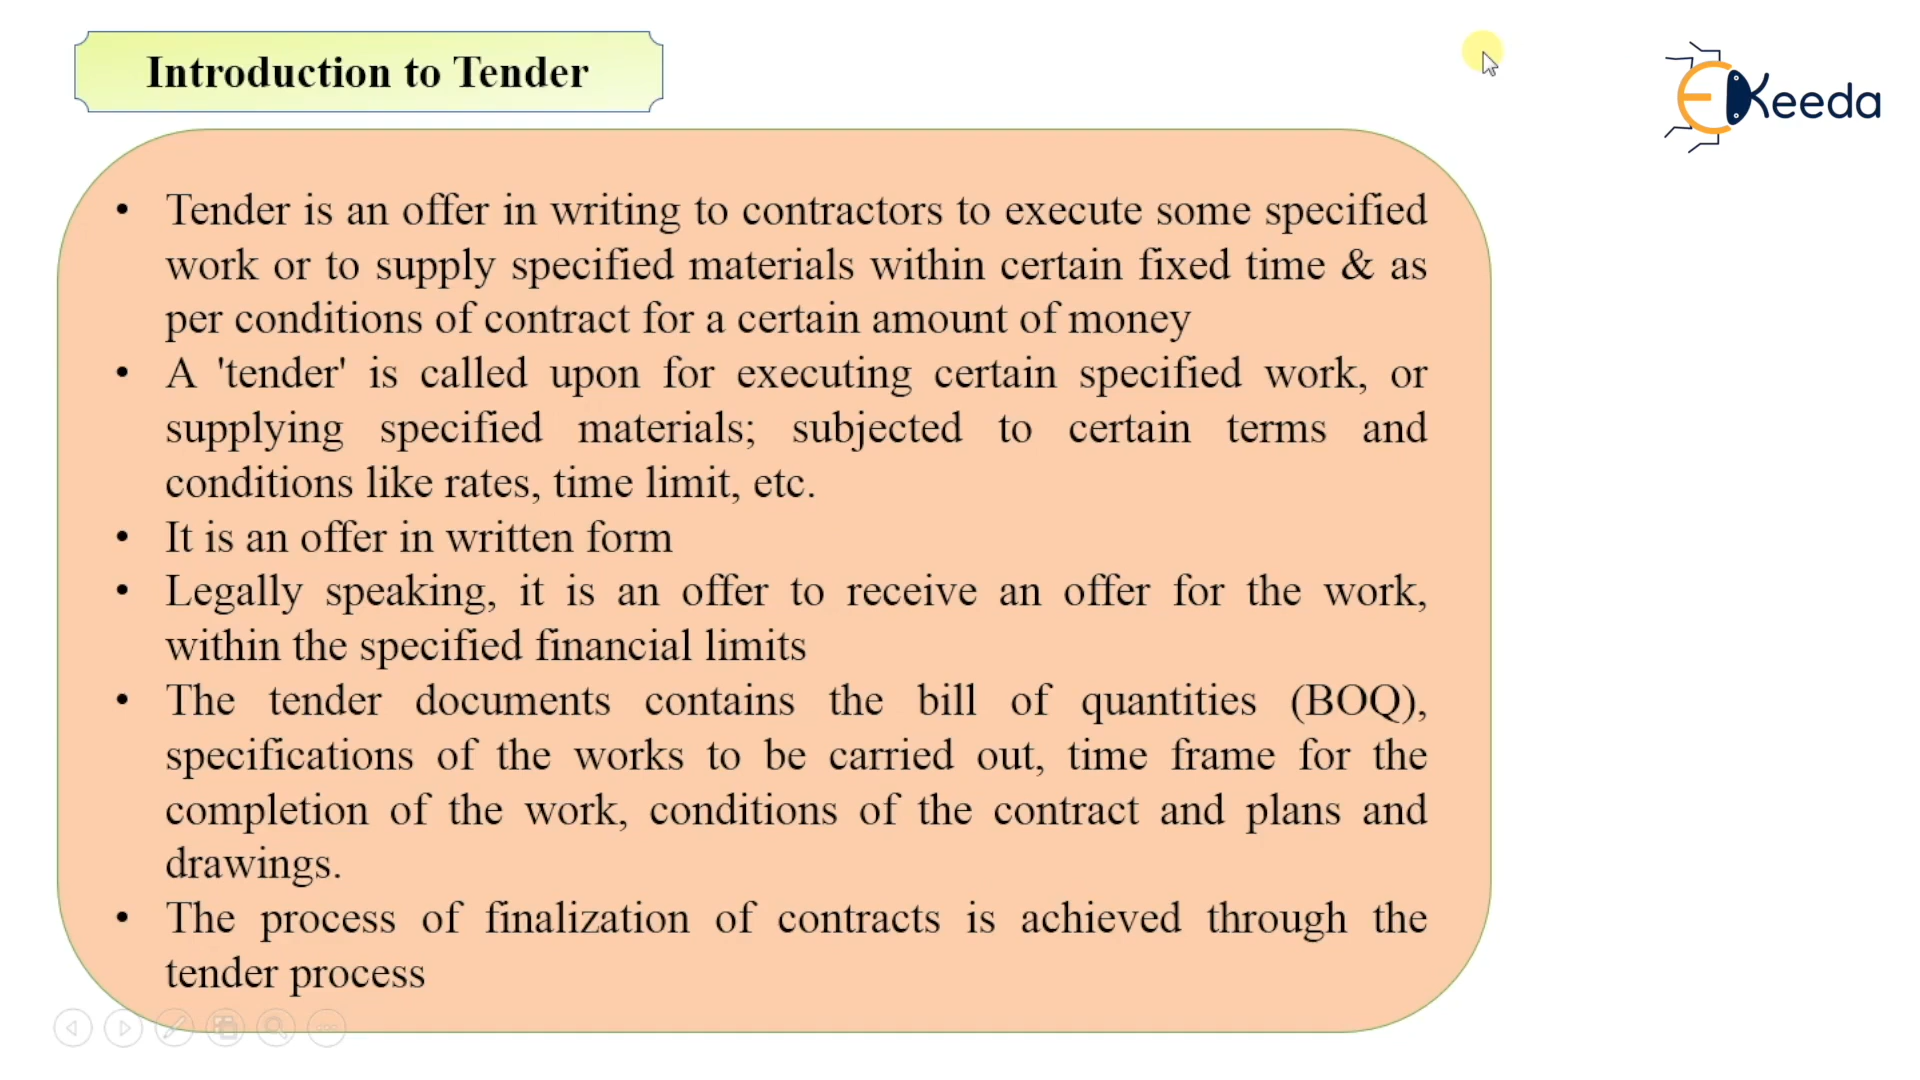 Introduction to Tender
EKeeda
• Tender is an offer in writing to contractors to execute some specified
work or to supply specified materials within certain fixed time & as
per conditions of contract for a certain amount of money
• A 'tender' is called upon for executing certain specified work, or
supplying specified materials; subjected to certain terms and
conditions like rates, time limit, etc.
• It is an offer in written form
• Legally speaking, it is an offer to receive an offer for the work,
within the specified financial limits
• The tender documents contains the bill of quantities (BOQ),
specifications of the works to be carried out, time frame for the
completion of the work, conditions of the contract and plans and
drawings.
• The process of finalization of contracts is achieved through the
tender process